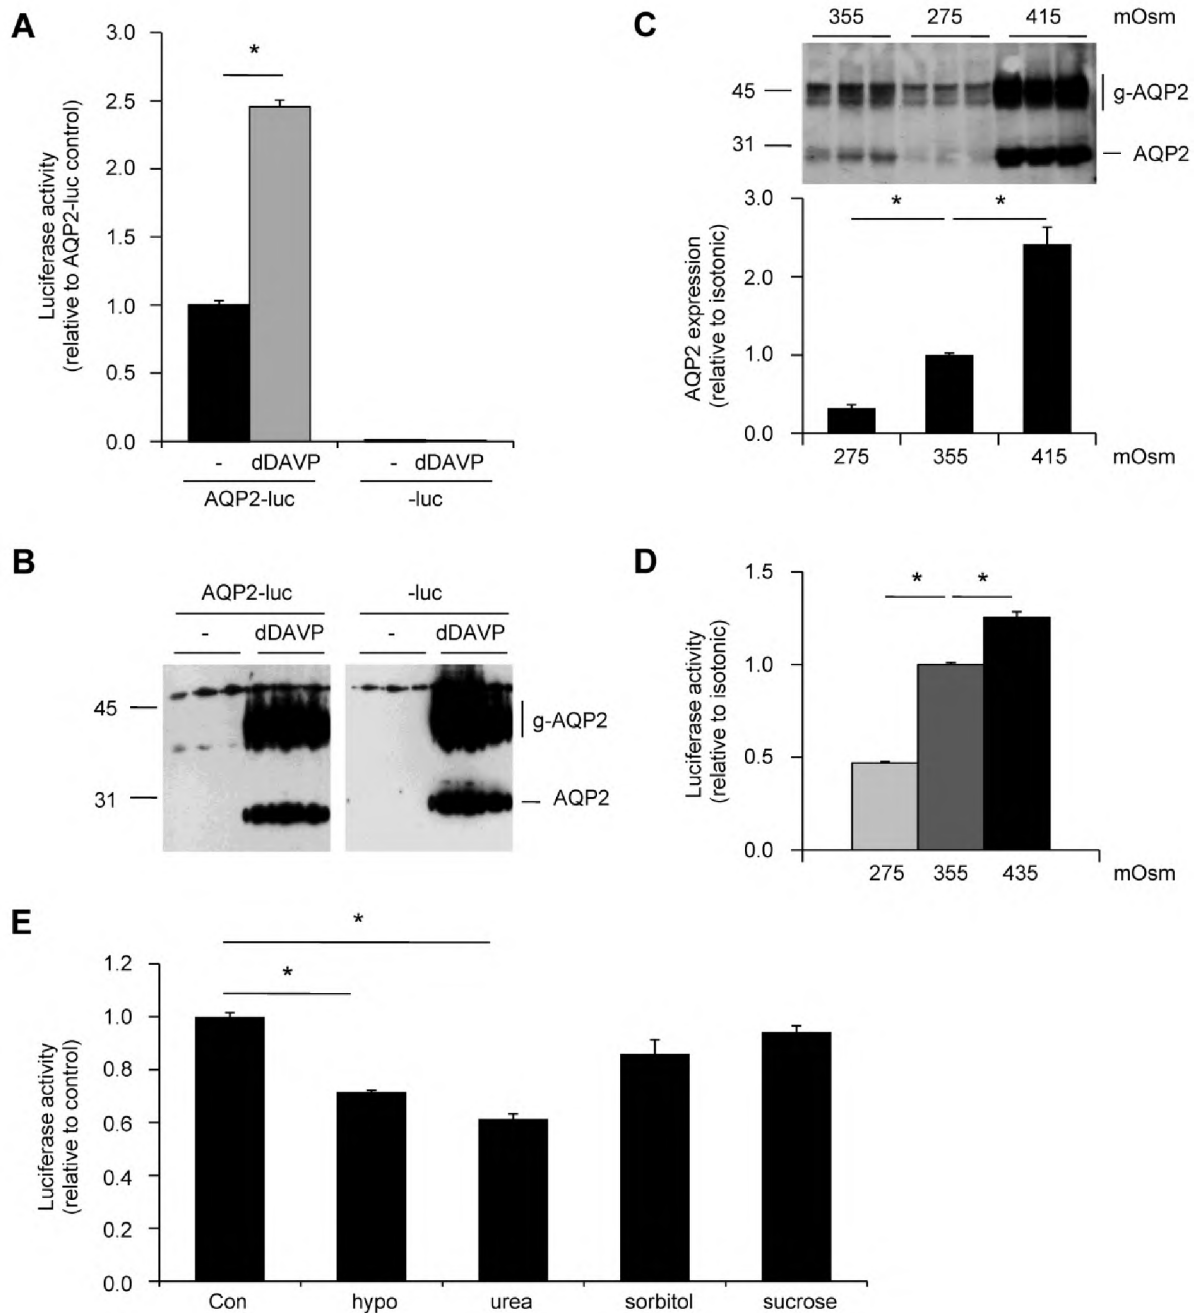 A
3.0
2.5
2.0
1.5
1.0
0.5
0.0
Luciferase activity
(relative to AQP2-luc control)
*
- dDAVP - dDAVP
AQP2-luc -luc
B
AQP2-luc -luc
- dDAVP - dDAVP
45
31
g-AQP2
AQP2
C
355 275 415 mOsm
45
31
g-AQP2
AQP2
3.0
2.0
1.0
0.0
AQP2 expression
(relative to isotonic)
* *
275 355 415 mOsm
D
1.5
1.0
0.5
0.0
Luciferase activity
(relative to isotonic)
* *
275 355 435 mOsm
E
1.2
1.0
0.8
0.6
0.4
0.2
0.0
Luciferase activity
(relative to control)
*
*
Con hypo urea sorbitol sucrose